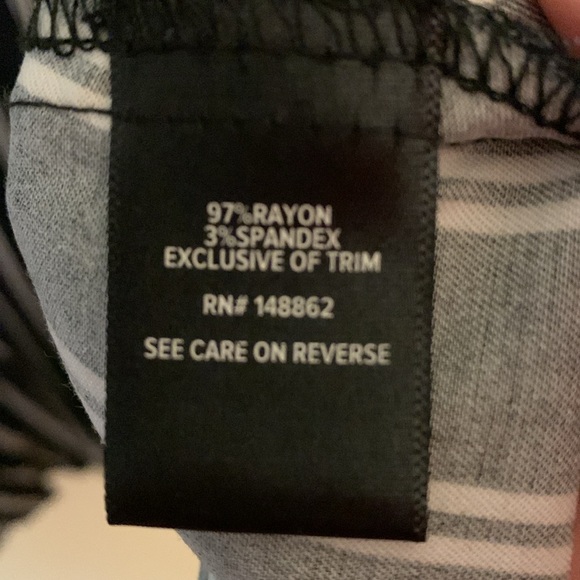 97%RAYON
3%SPANDEX
EXCLUSIVE OF TRIM
RN# 148862
SEE CARE ON REVERSE